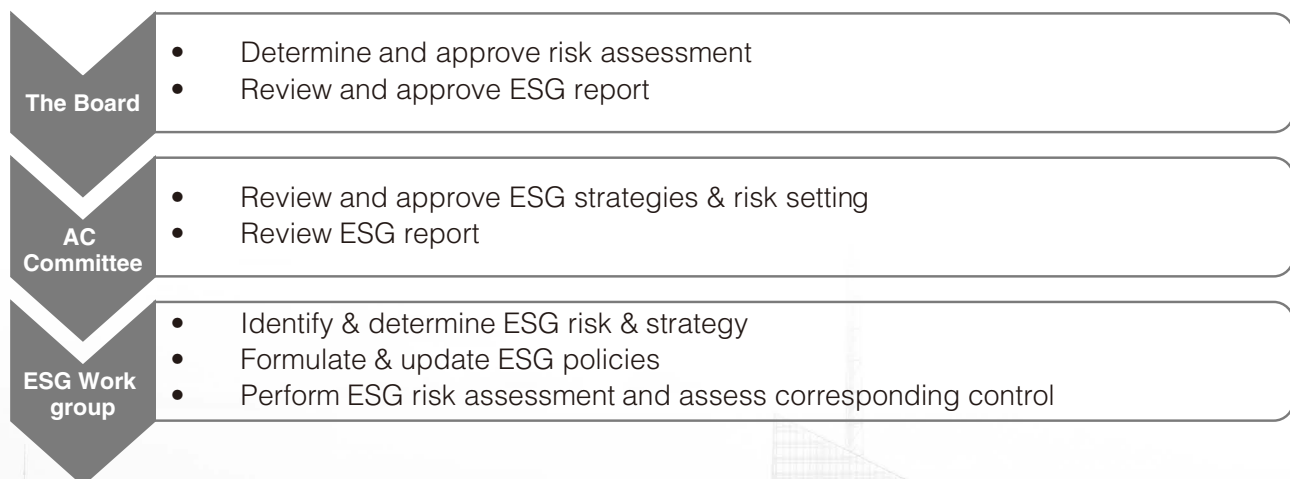 The Board
• Determine and approve risk assessment
• Review and approve ESG report
AC
Committee
• Review and approve ESG strategies & risk setting
• Review ESG report
ESG Work
group
• Identify & determine ESG risk & strategy
• Formulate & update ESG policies
• Perform ESG risk assessment and assess corresponding control